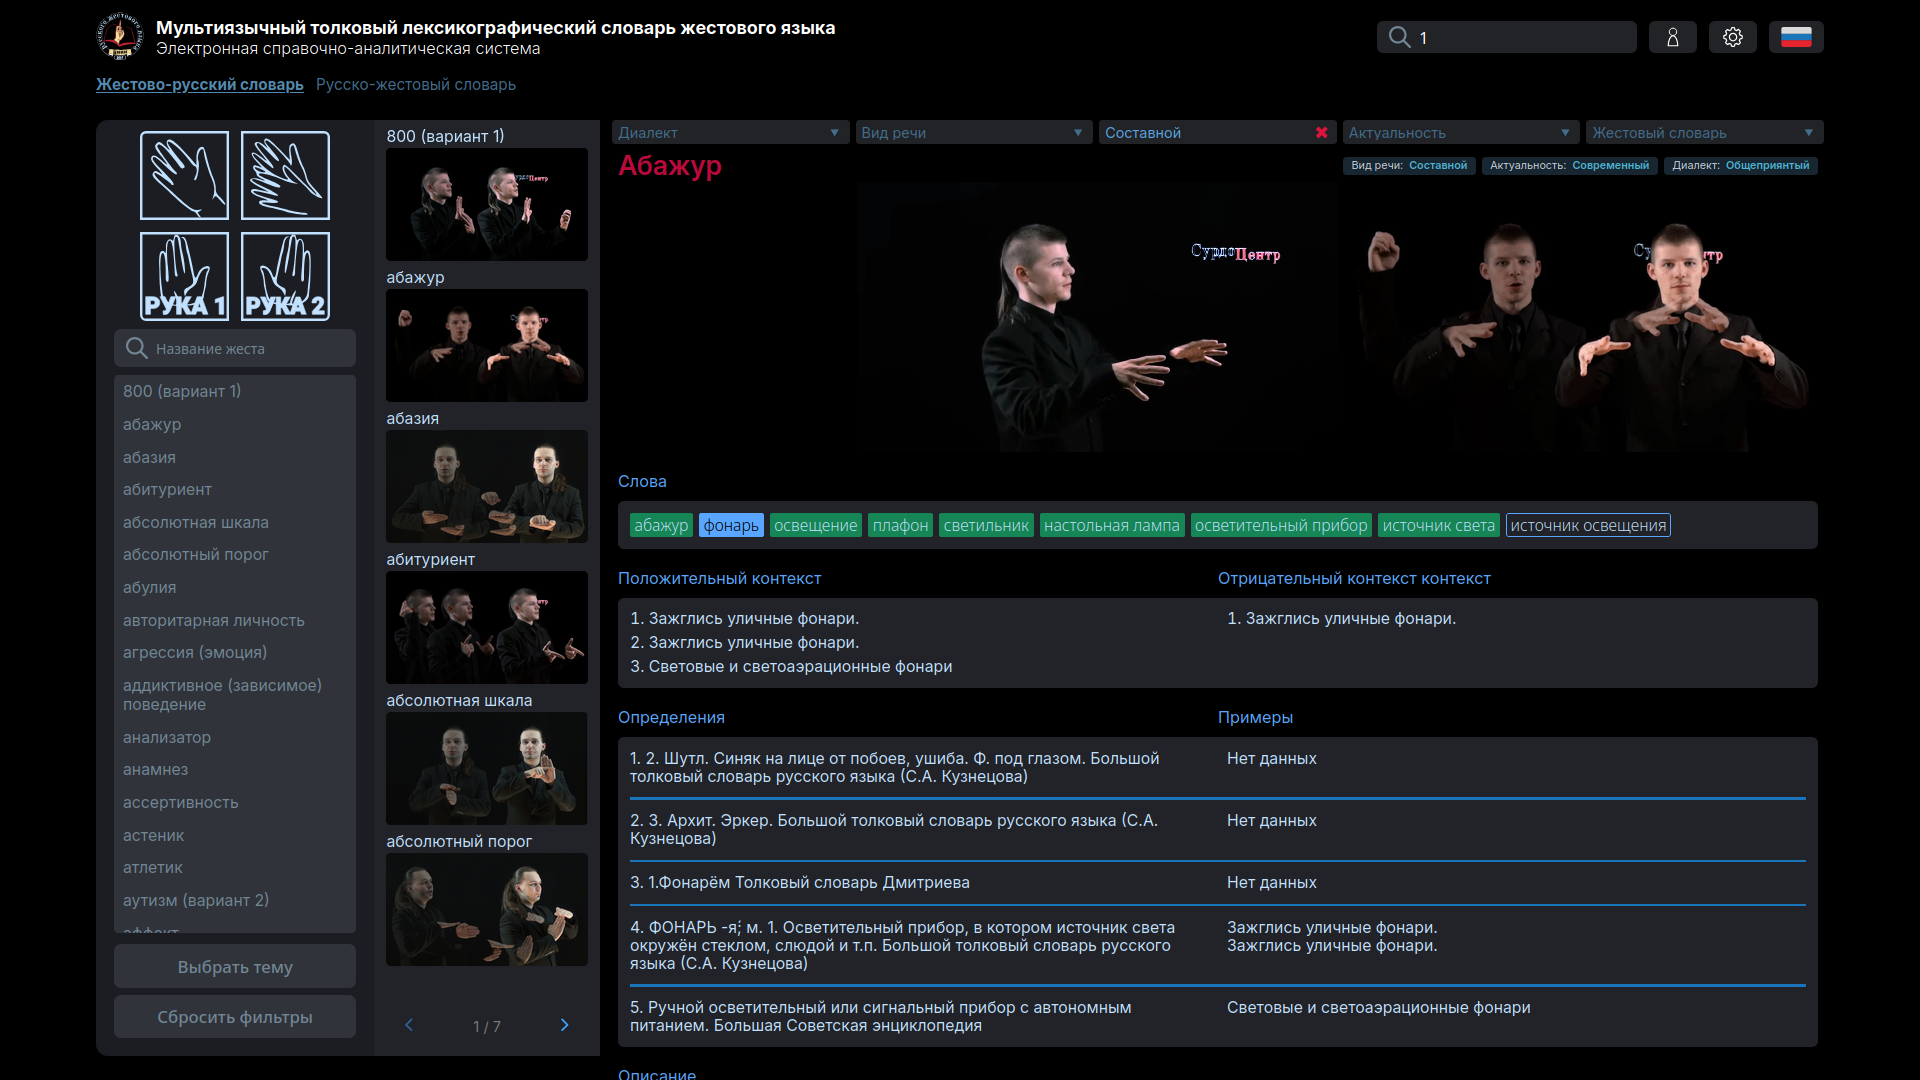 Мультиязычный толковый лексикографический словарь жестового языка
Электронная справочно-аналитическая система
1
Жестово-русский словарь
Русско-жестовый словарь
РУКА 1
РУКА 2
Название жеста
800 (вариант 1)
абажур
абазия
абитуриент
абсолютная шкала
абсолютный порог
абулия
авторитарная личность
агрессия (эмоция)
аддиктивное (зависимое)
поведение
анализатор
анамнез
ассертивность
астеник
атлетик
аутизм (вариант 2)
аффект
Выбрать тему
Сбросить фильтры
800 (вариант 1)
СурдоЦентр
абажур
абазия
абитуриент
абсолютная шкала
абсолютный порог
1 / 7
Диалект
Вид речи
Составной
Актуальность
Жестовый словарь
Абажур
Вид речи: Составной
Актуальность: Современный
Диалект: Общеприянтый
СурдоЦентр
Слова
абажур
фонарь
освещение
плафон
светильник
настольная лампа
осветительный прибор
источник света
источник освещения
Положительный контекст
1. Зажглись уличные фонари.
2. Зажглись уличные фонари.
3. Световые и светоаэрационные фонари
Отрицательный контекст контекст
1. Зажглись уличные фонари.
Определения
Примеры
1. 2. Шутл. Синяк на лице от побоев, ушиба. Ф. под глазом. Большой
толковый словарь русского языка (С.А. Кузнецова)
Нет данных
2. 3. Архит. Эркер. Большой толковый словарь русского языка (С.А.
Кузнецова)
Нет данных
3. 1.Фонарём Толковый словарь Дмитриева
Нет данных
4. ФОНАРЬ -я́; м. 1. Осветительный прибор, в котором источник света
окружён стеклом, слюдой и т.п. Большой толковый словарь русского
языка (С.А. Кузнецова)
Зажглись уличные фонари.
Зажглись уличные фонари.
5. Ручной осветительный или сигнальный прибор с автономным
питанием. Большая Советская энциклопедия
Световые и светоаэрационные фонари
Описание